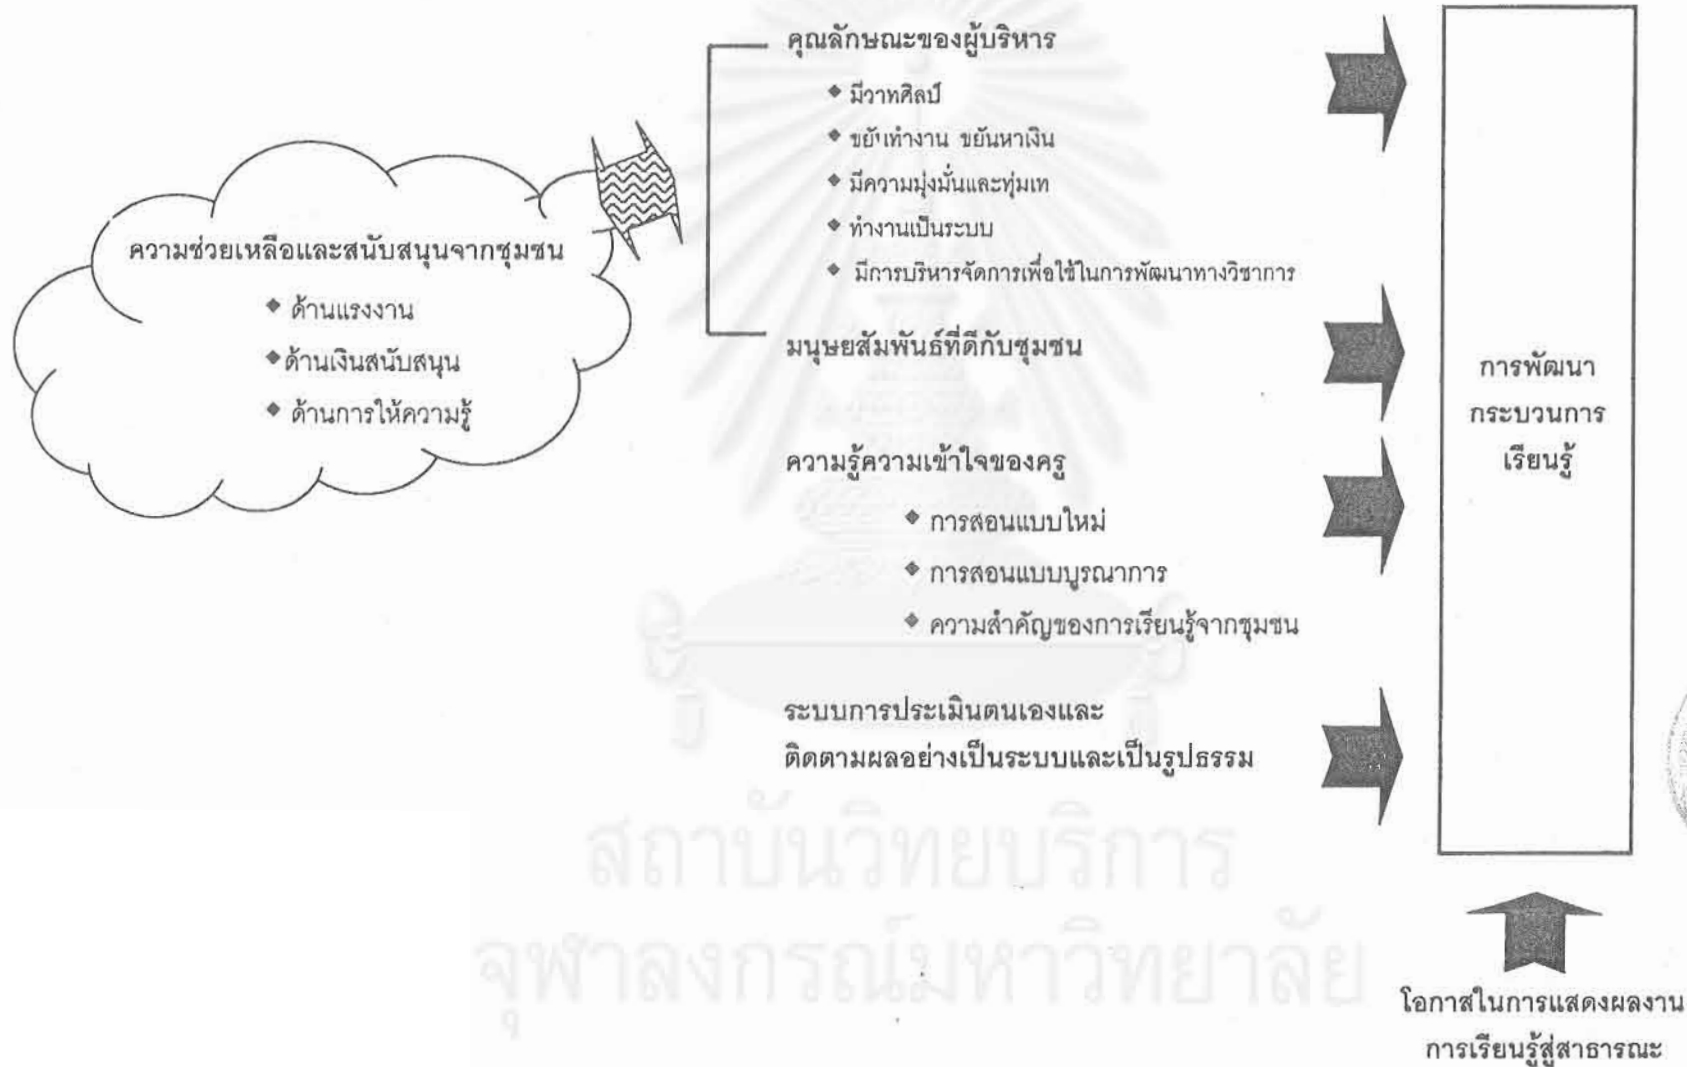 คุณลักษณะของผู้บริหาร
◆ มีวาทศิลป์
◆ ขยันทำงาน ขยันหาเงิน
◆ มีความมุ่งมั่นและทุ่มเท
◆ ทำงานเป็นระบบ
◆ มีการบริหารจัดการเพื่อใช้ในการพัฒนาทางวิชาการ
มนุษยสัมพันธ์ที่ดีกับชุมชน
ความช่วยเหลือและสนับสนุนจากชุมชน
◆ ด้านแรงงาน
◆ ด้านเงินสนับสนุน
◆ ด้านการให้ความรู้
ความรู้ความเข้าใจของครู
◆ การสอนแบบใหม่
◆ การสอนแบบบูรณาการ
◆ ความสำคัญของการเรียนรู้จากชุมชน
ระบบการประเมินตนเองและ
ติดตามผลอย่างเป็นระบบและเป็นรูปธรรม
การพัฒนา
กระบวนการ
เรียนรู้
โอกาสในการแสดงผลงาน
การเรียนรู้สู่สาธารณะ
สถาบันวิทยบริการ
จุฬาลงกรณ์มหาวิทยาลัย